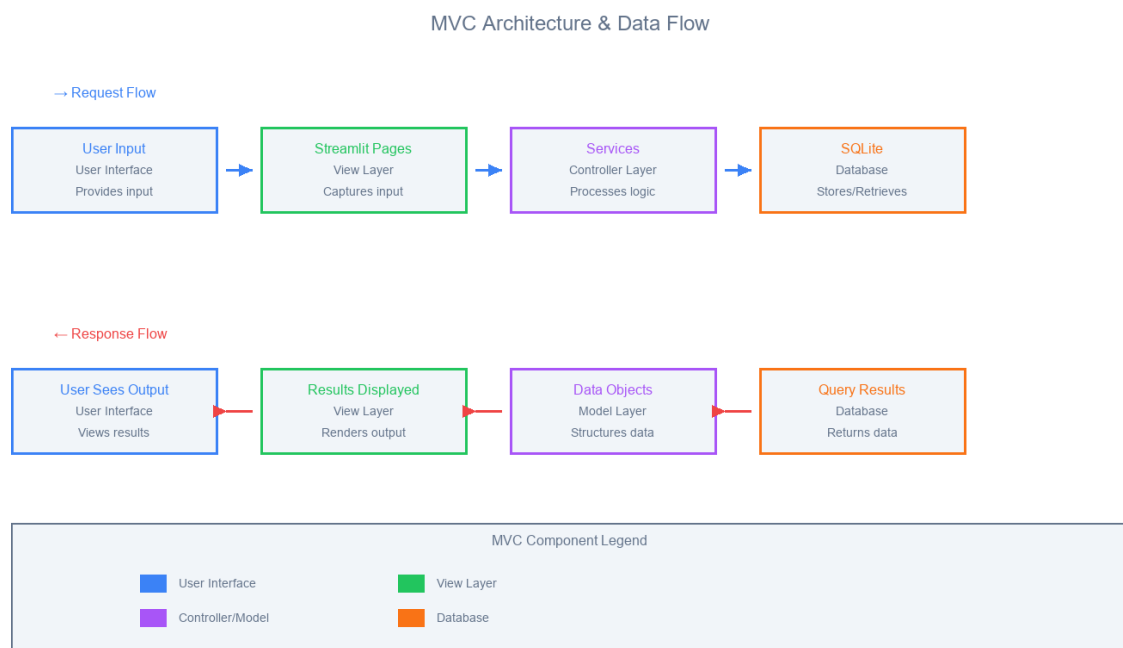 MVC Architecture & Data Flow
→ Request Flow
User Input
User Interface
Provides input
Streamlit Pages
View Layer
Captures input
Services
Controller Layer
Processes logic
SQLite
Database
Stores/Retrieves
← Response Flow
User Sees Output
User Interface
Views results
Results Displayed
View Layer
Renders output
Data Objects
Model Layer
Structures data
Query Results
Database
Returns data
MVC Component Legend
User Interface
View Layer
Controller/Model
Database